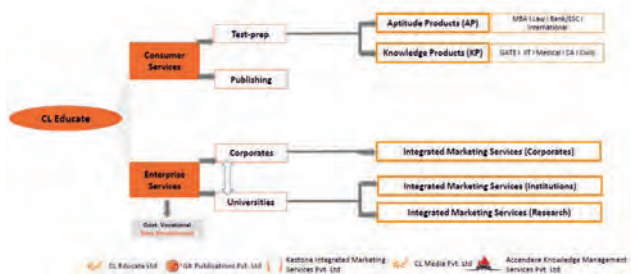 Test-prep
Aptitude Products (AP)
MBA I Law I Bank/SSC I
International
Consumer
Services
Knowledge Products (KP)
GATE I IIT I Medical I CA I Civils
Publishing
CL Educate
Corporates
Integrated Marketing Services (Corporates)
Enterprise
Services
Integrated Marketing Services (Institutions)
Universities
Integrated Marketing Services (Research)
Govt. Vocational
CL Educate Ltd
GK Publications Pvt. Ltd
Kestone Integrated Marketing
Services Pvt. Ltd
CL Media Pvt. Ltd
Accendere Knowledge Management
Services Pvt. Ltd